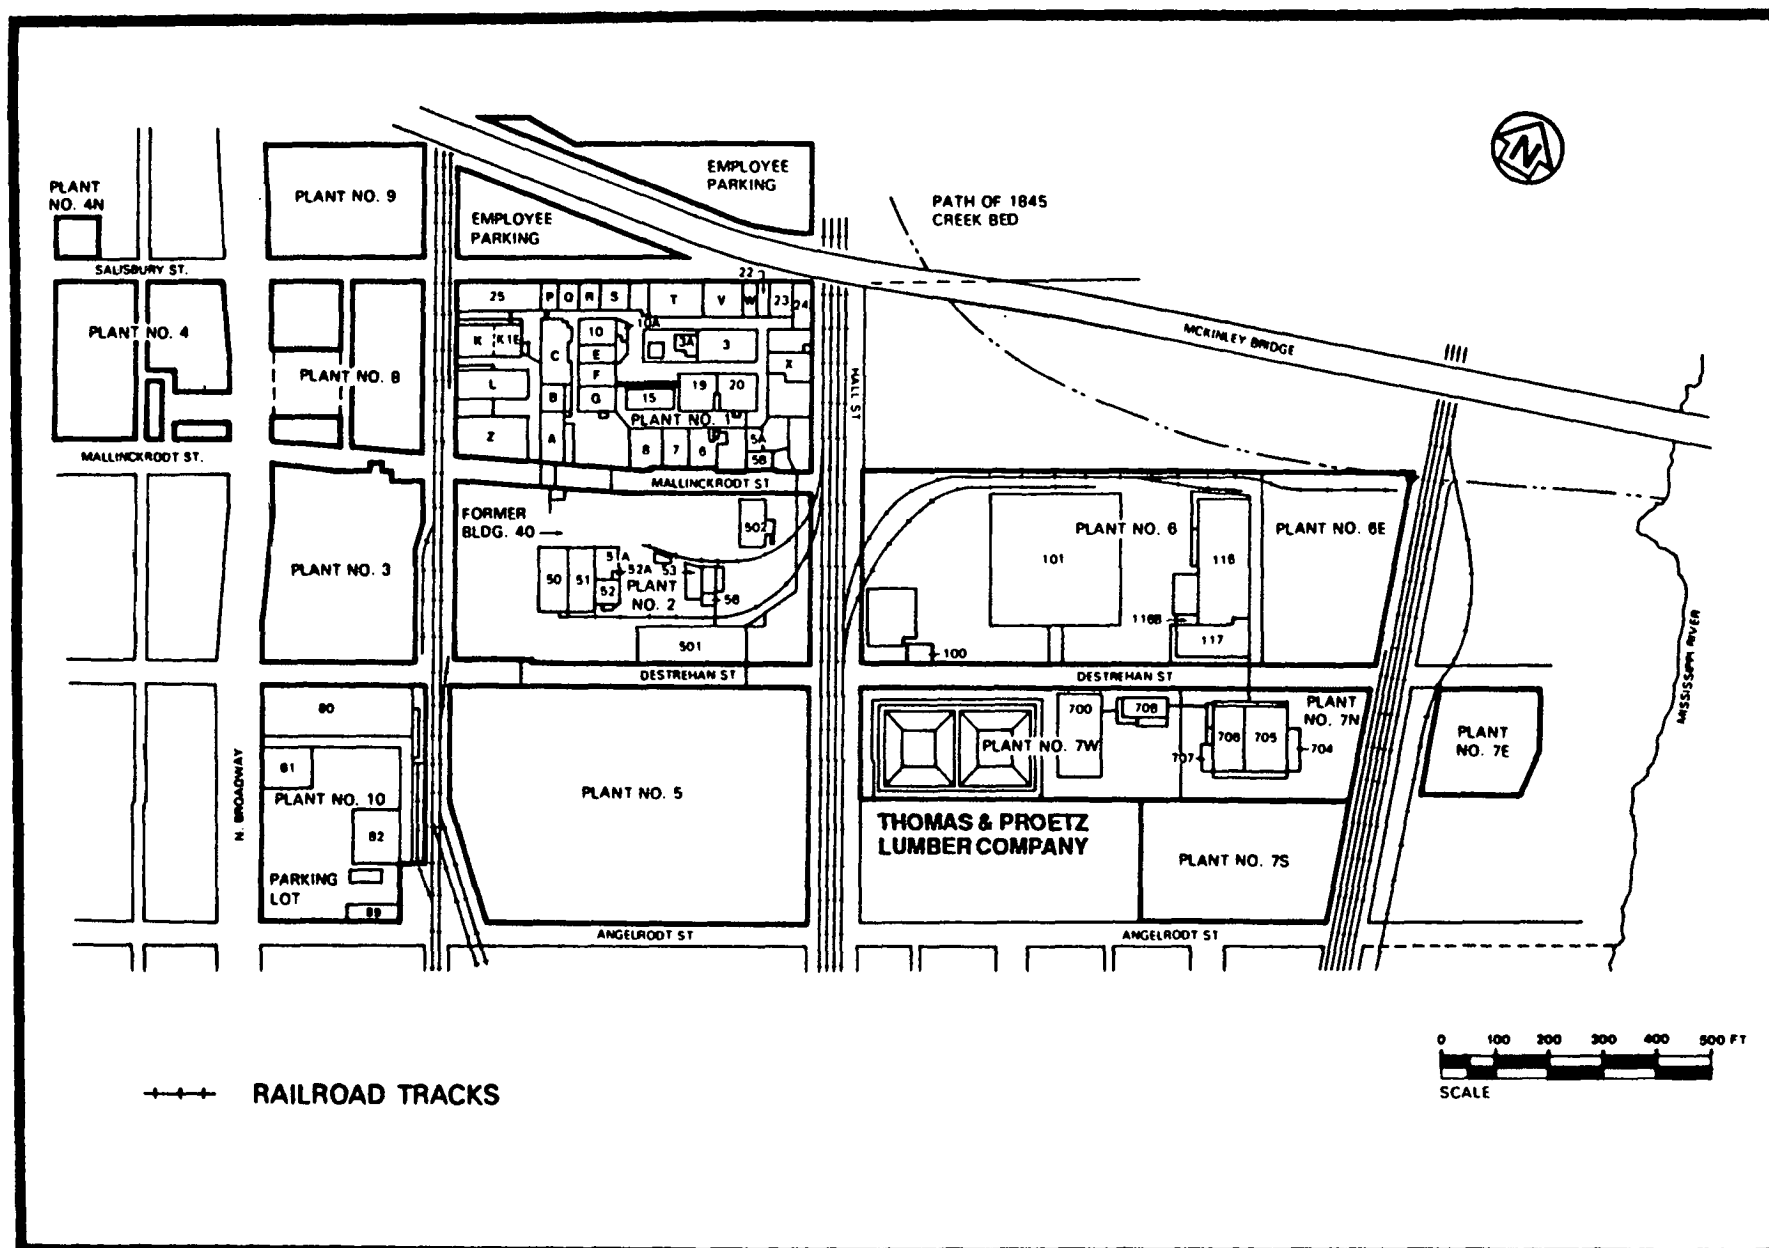 N
PLANT
NO. 4N
PLANT NO. 9
EMPLOYEE
PARKING
EMPLOYEE
PARKING
PATH OF 1845
CREEK BED
SALISBURY ST.
22
25
P
Q
R
S
T
V
W
23
24
PLANT NO. 4
K
K1E
C
10
10A
E
3A
3
X
MCKINLEY BRIDGE
PLANT NO. 8
L
F
B
G
15
19
20
HALL ST
PLANT NO. 1
Z
A
8
7
6
5A
5B
MALLINCKRODT ST.
MALLINCKRODT ST
FORMER
BLDG. 40
502
PLANT NO. 6
PLANT NO. 6E
101
116
PLANT NO. 3
50
51
51A
52A
52
53
56
PLANT
NO. 2
116B
117
501
100
MISSISSIPPI RIVER
DESTREHAN ST
DESTREHAN ST
80
81
PLANT NO. 10
82
PARKING
LOT
89
N. BROADWAY
PLANT NO. 5
700
708
PLANT NO. 7W
PLANT
NO. 7N
706
705
704
707
PLANT
NO. 7E
THOMAS & PROETZ
LUMBER COMPANY
PLANT NO. 7S
ANGELRODT ST
ANGELRODT ST
0 100 200 300 400 500 FT
SCALE
RAILROAD TRACKS